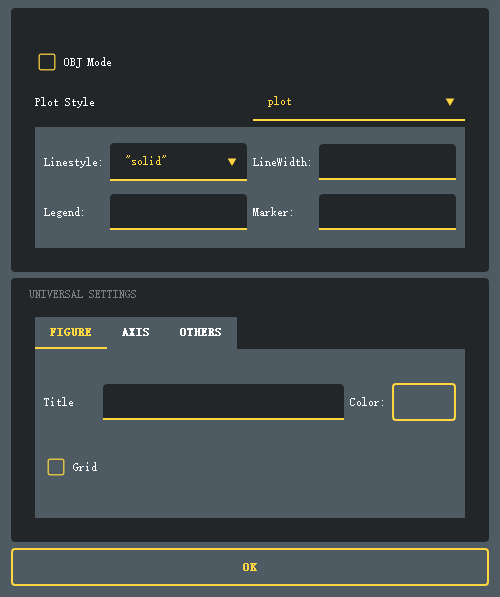 OBJ Mode
Plot Style plot
Linestyle: "solid" LineWidth:
Legend: Marker:
UNIVERSAL SETTINGS
FIGURE AXIS OTHERS
Title Color:
Grid
OK